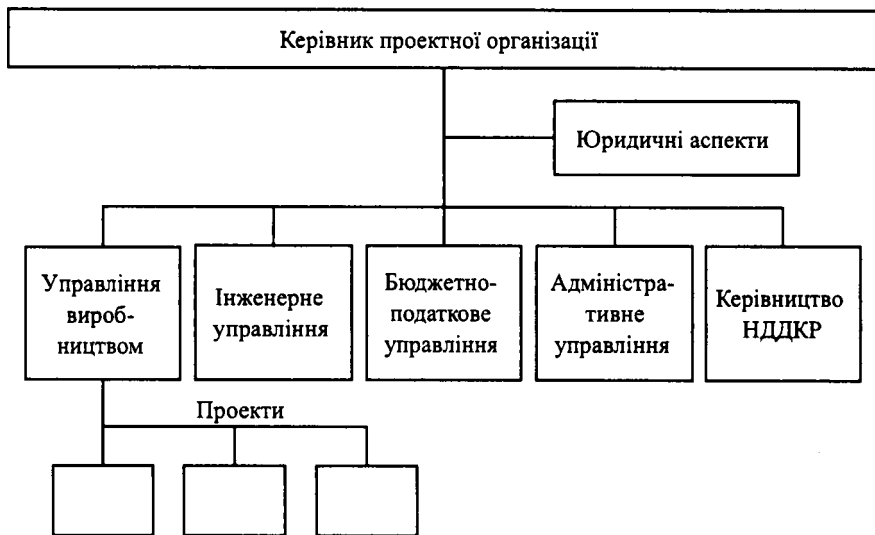 Керівник проектної організації
Юридичні аспекти
Управління
вироб-
ництвом
Інженерне
управління
Бюджетно-
податкове
управління
Адміністра-
тивне
управління
Керівництво
НДДКР
Проекти